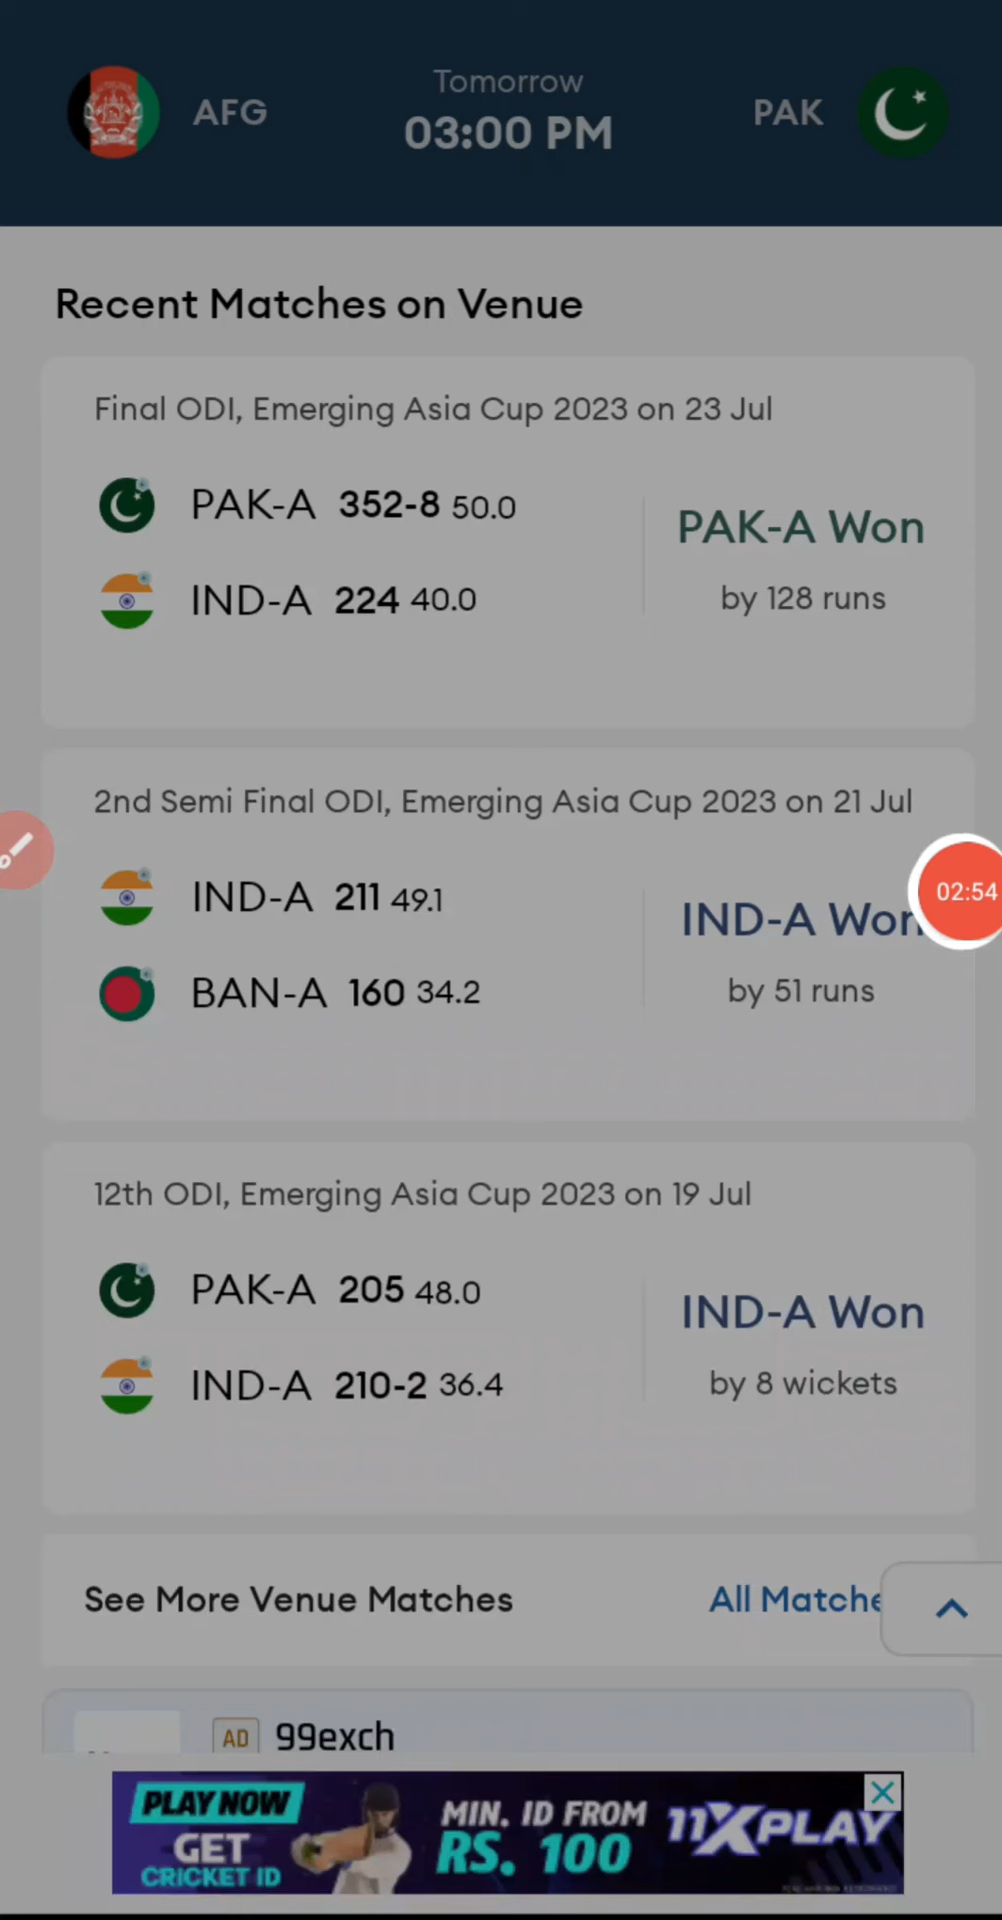 Tomorrow
AFG 03:00 PM PAK
Recent Matches on Venue
Final ODI, Emerging Asia Cup 2023 on 23 Jul
PAK-A 352-8 50.0
PAK-A Won
IND-A 224 40.0
by 128 runs
2nd Semi Final ODI, Emerging Asia Cup 2023 on 21 Jul
IND-A 211 49.1
IND-A Won
02:54
BAN-A 160 34.2
by 51 runs
12th ODI, Emerging Asia Cup 2023 on 19 Jul
PAK-A 205 48.0
IND-A Won
IND-A 210-2 36.4
by 8 wickets
See More Venue Matches All Matche
AD 99exch
PLAY NOW
GET
CRICKET ID
MIN. ID FROM
RS. 100
11XPLAY